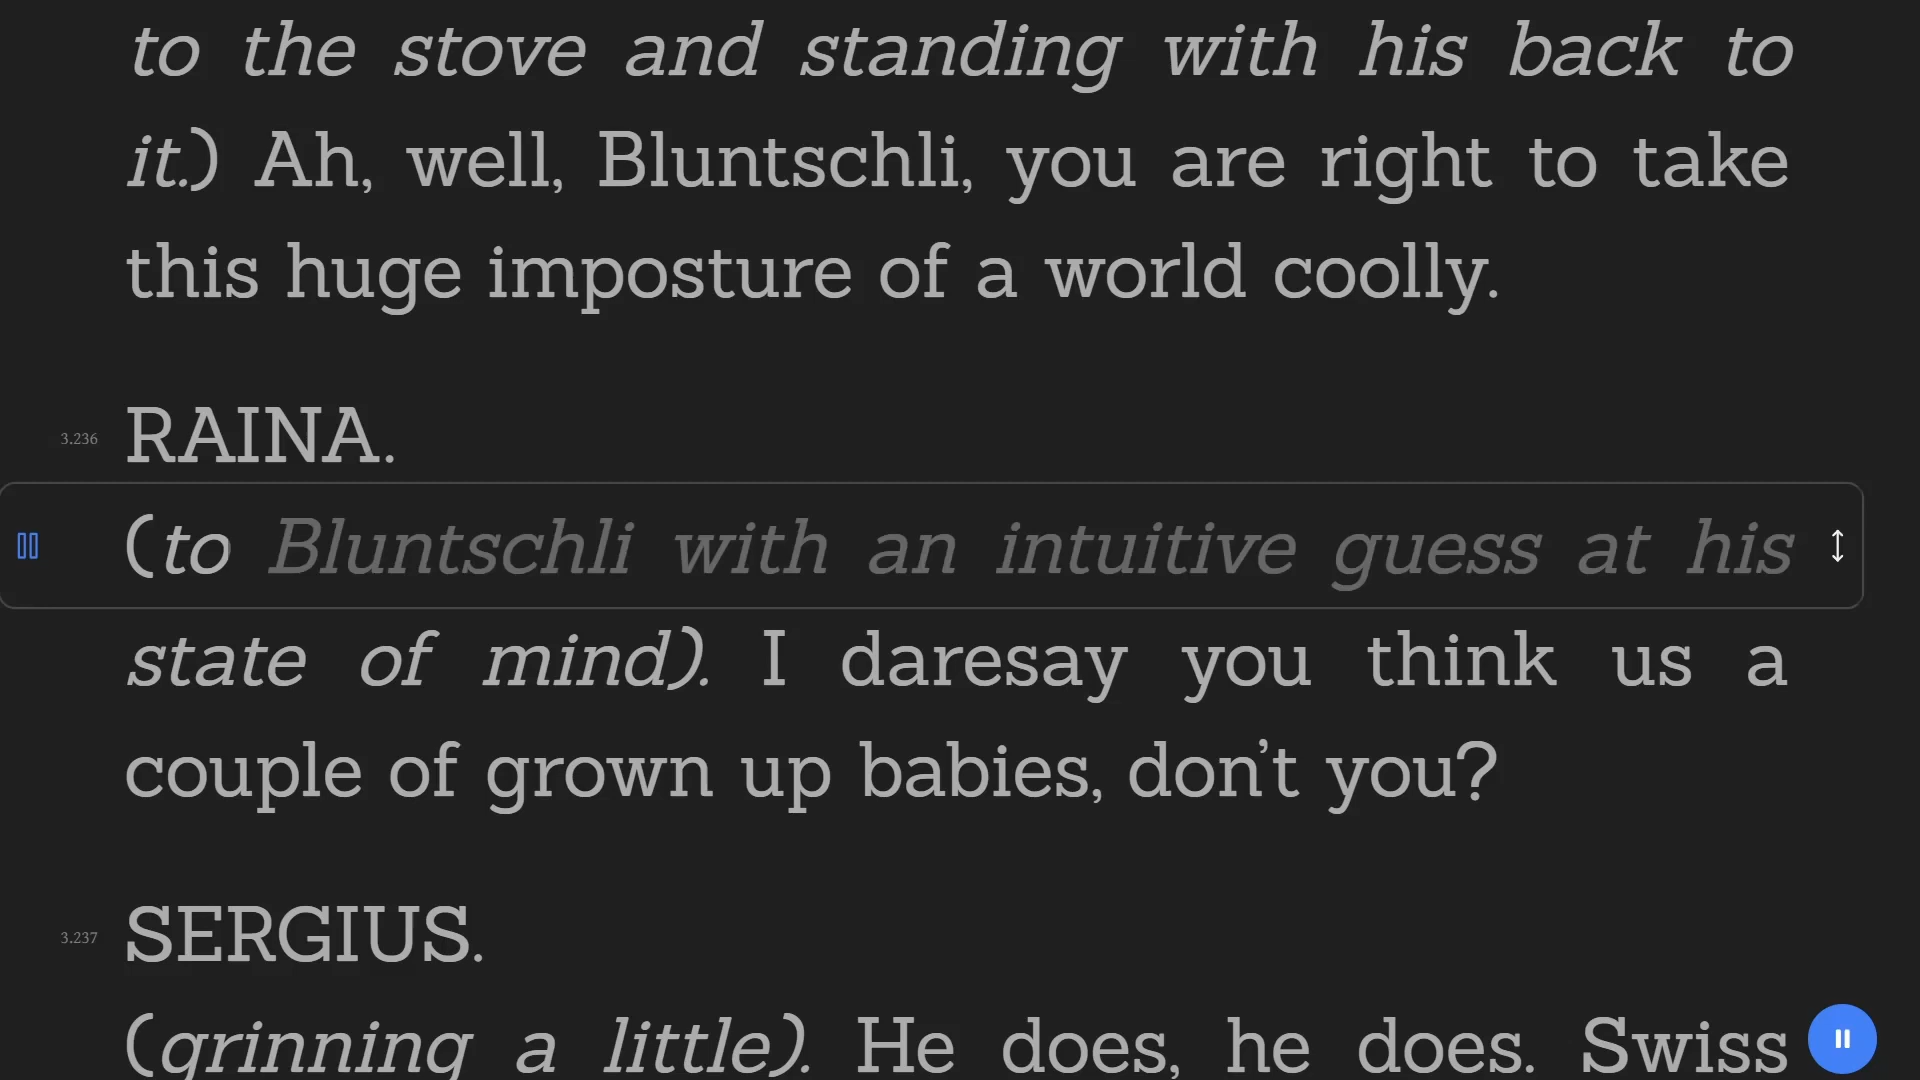 to the stove and standing with his back to
it.) Ah, well, Bluntschli, you are right to take
this huge imposture of a world coolly.
3.236 RAINA.
(to Bluntschli with an intuitive guess at his
state of mind). I daresay you think us a
couple of grown up babies, don’t you?
3.237 SERGIUS.
(grinning a little). He does, he does. Swiss